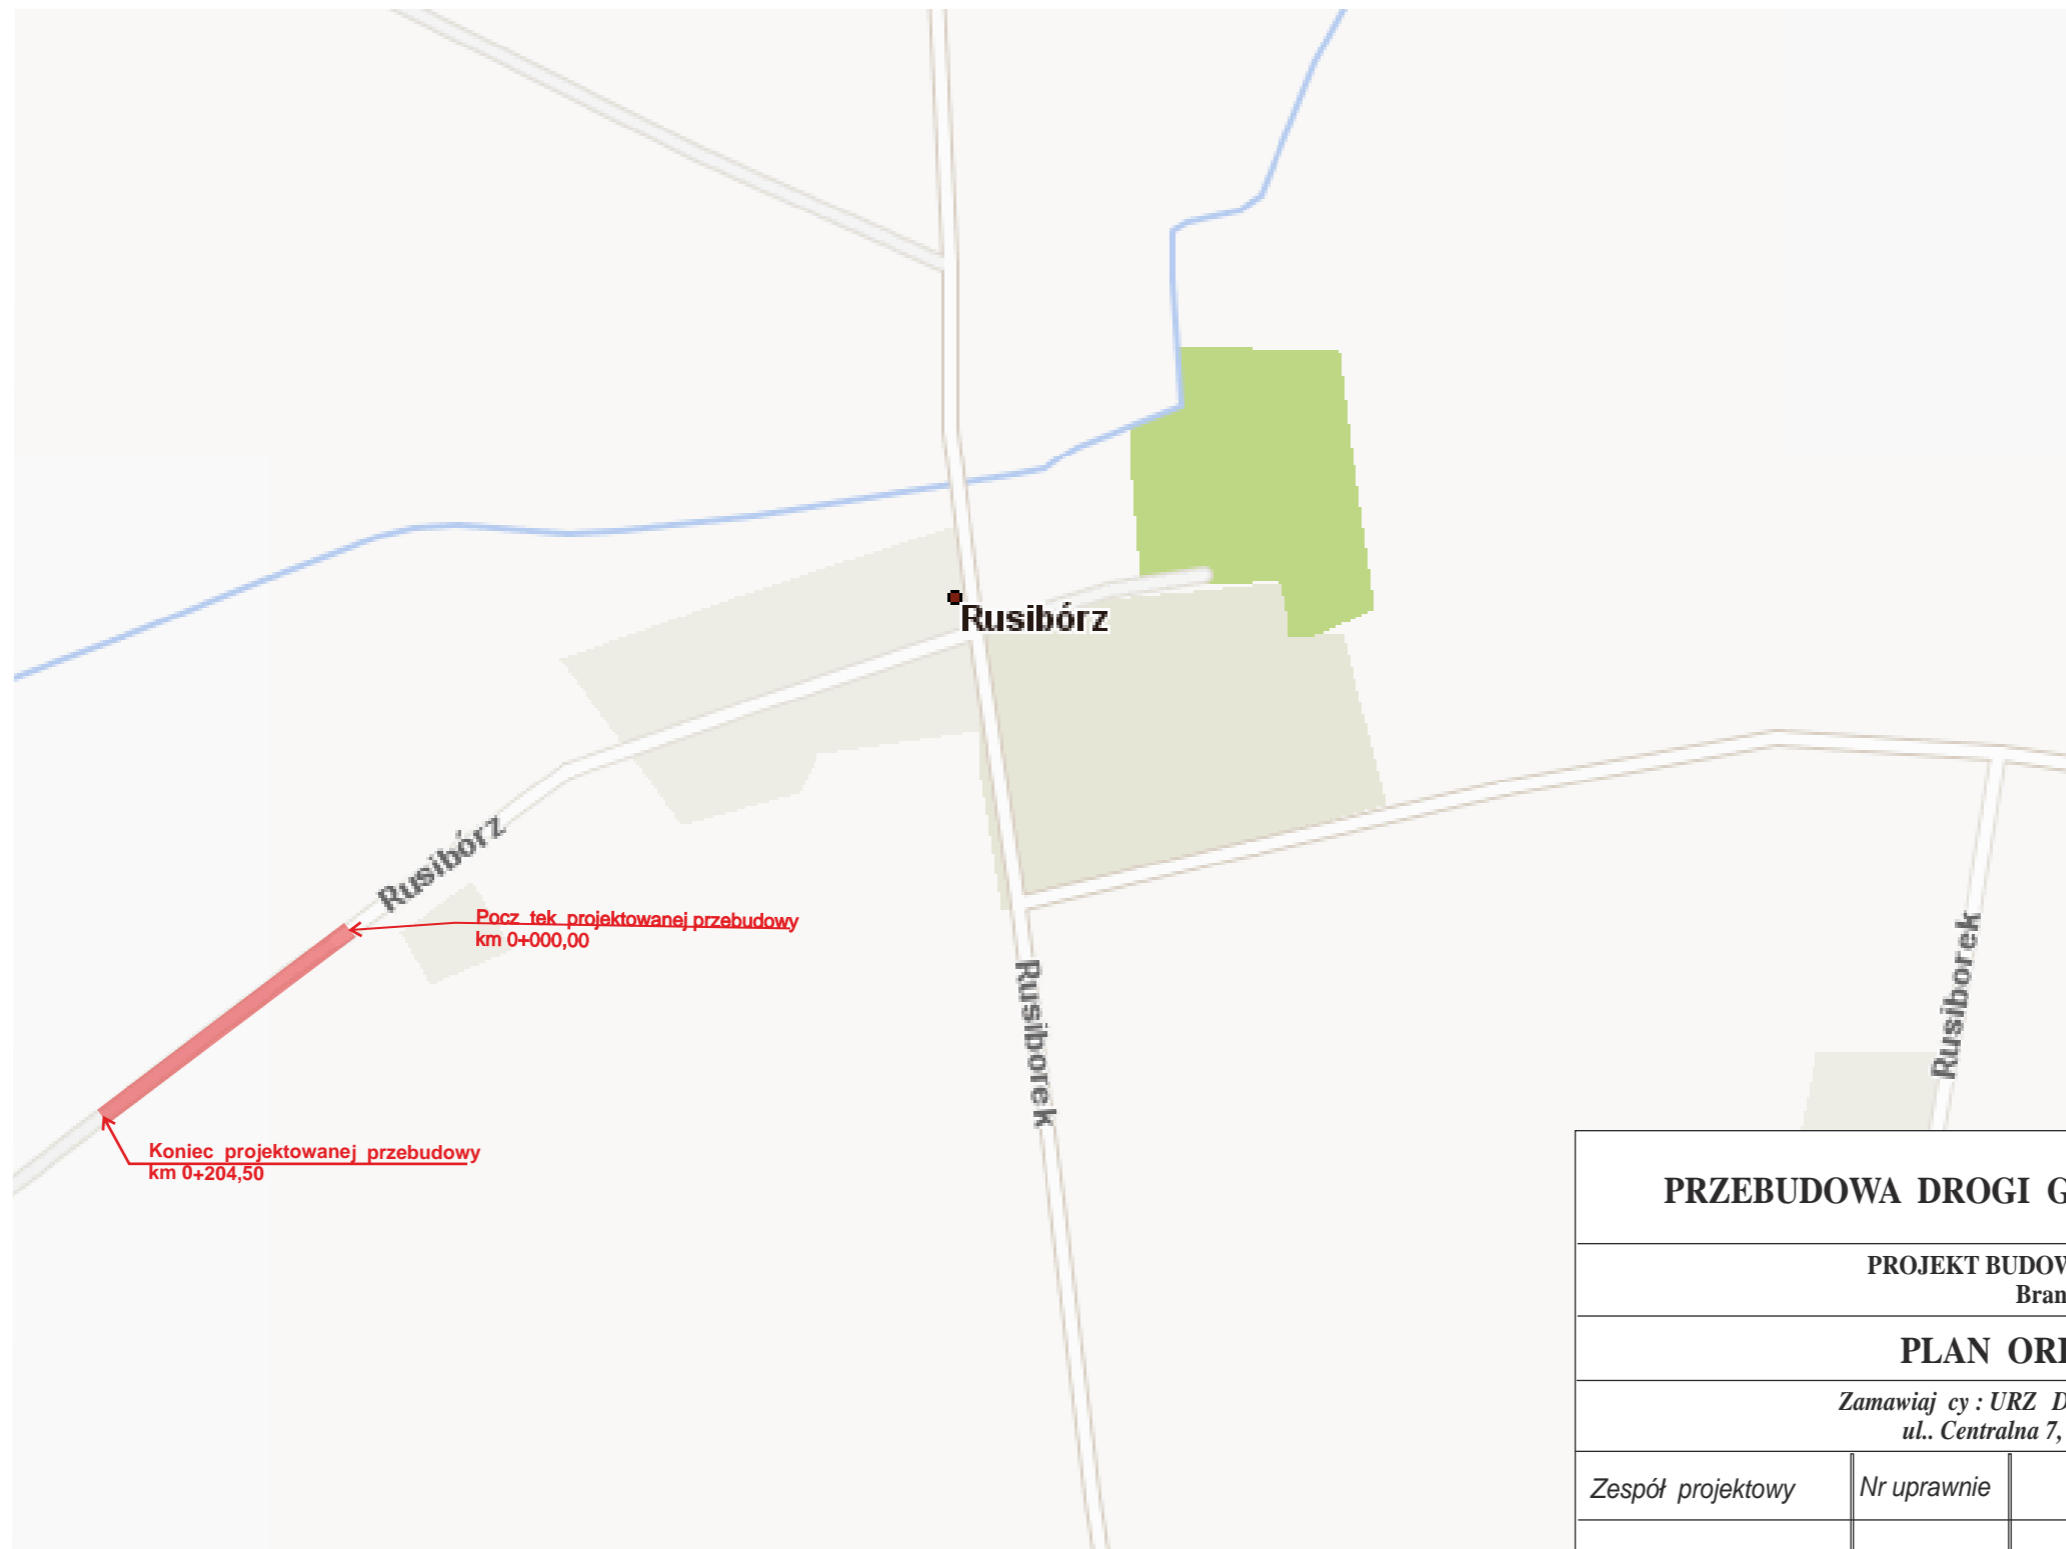 Rusibórz
Rusibórz
Pocz tek projektowanej przebudowy
km 0+000,00
Rusiborek
Rusiborek
Koniec projektowanej przebudowy
km 0+204,50
PRZEBUDOWA DROGI G
PROJEKT BUDOW
Bran
PLAN ORI
Zamawiaj cy : URZ D
ul.. Centralna 7,
Zespół projektowy
Nr uprawnie